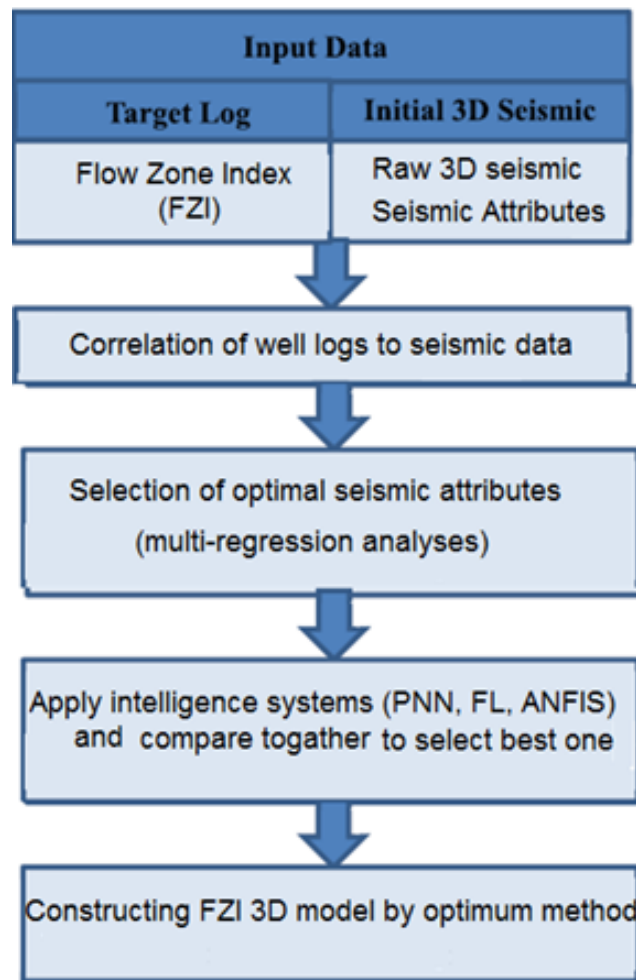 Input Data
Target Log
Initial 3D Seismic
Flow Zone Index
(FZI)
Raw 3D seismic
Seismic Attributes
Correlation of well logs to seismic data
Selection of optimal seismic attributes
(multi-regression analyses)
Apply intelligence systems (PNN, FL, ANFIS)
and compare togather to select best one
Constructing FZI 3D model by optimum method